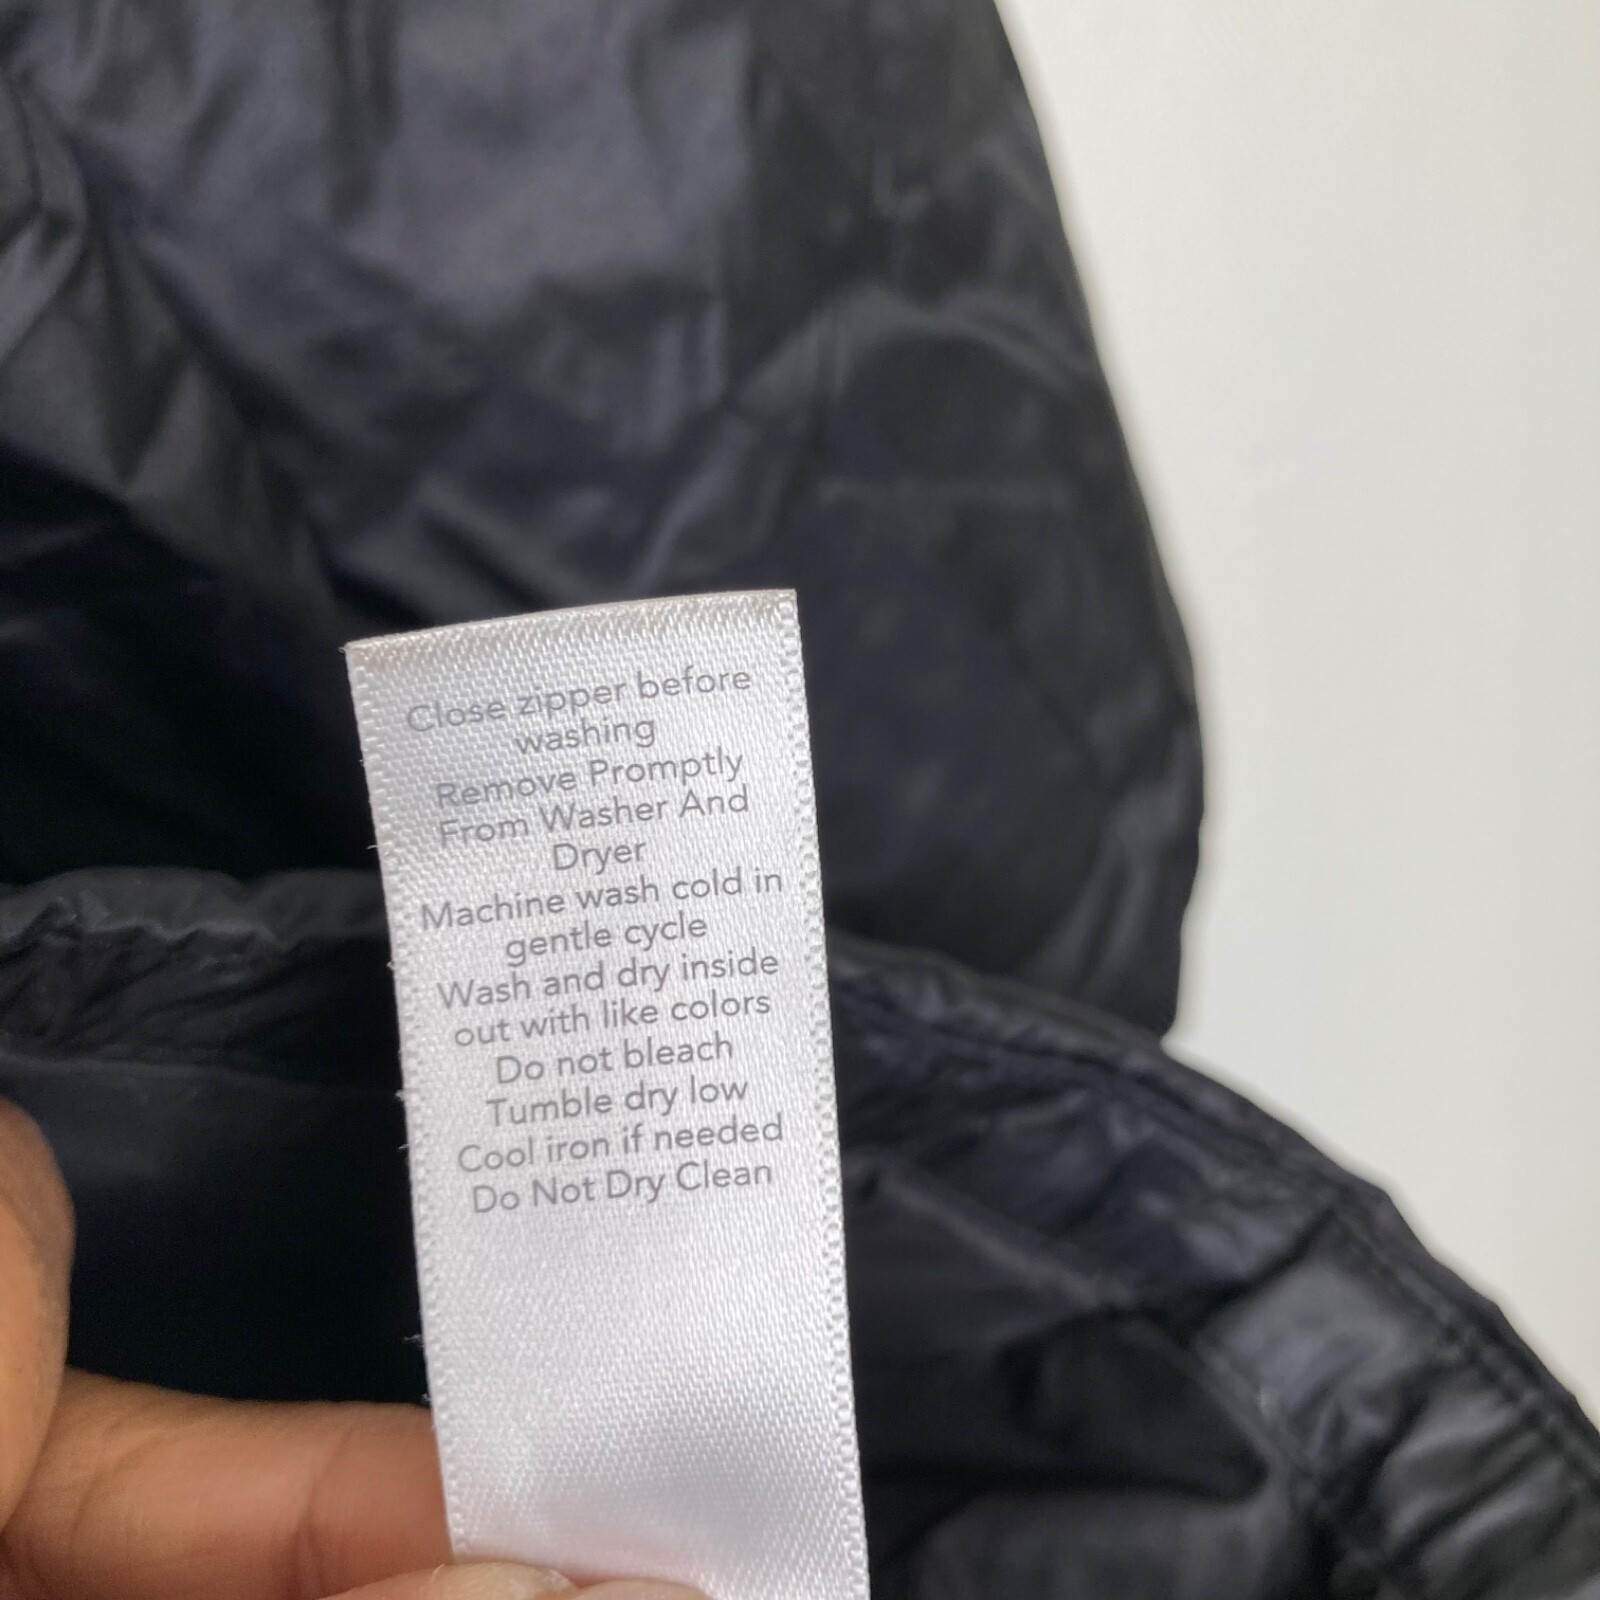 Close zipper before
washing
Remove Promptly
From Washer And
Dryer
Machine wash cold in
gentle cycle
Wash and dry inside
out with like colors
Do not bleach
Tumble dry low
Cool iron if needed
Do Not Dry Clean